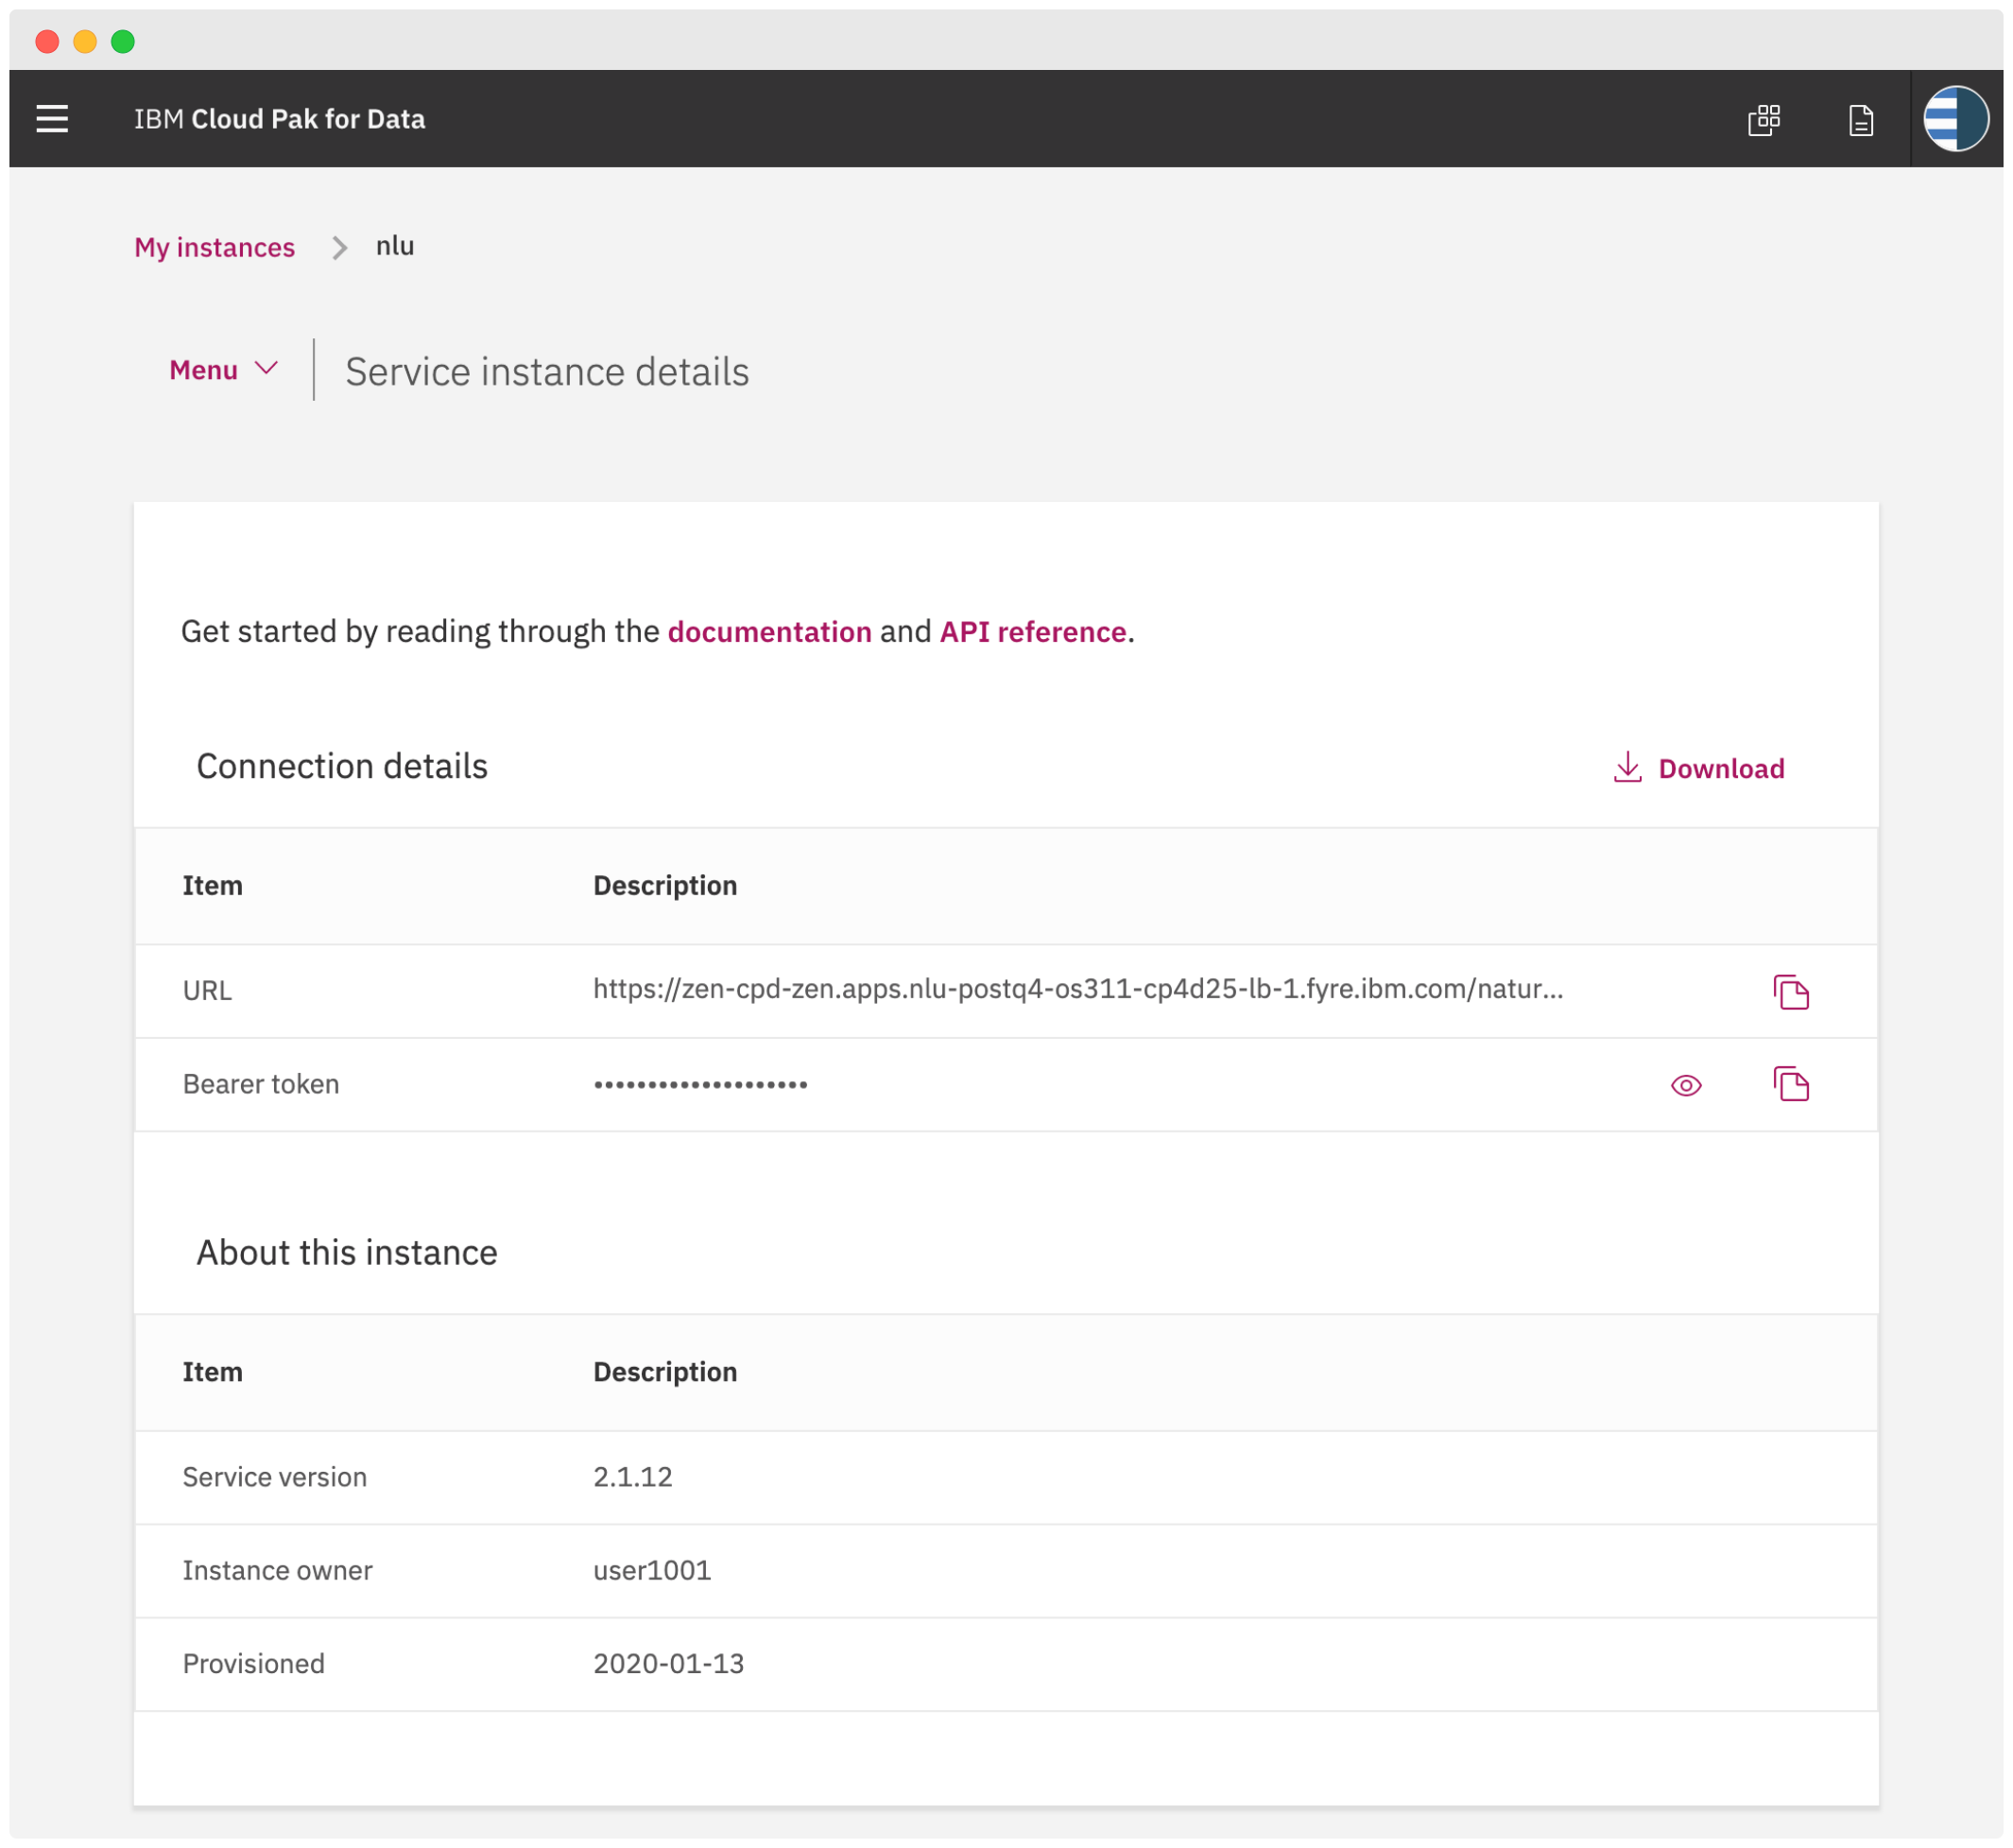 IBM Cloud Pak for Data
My instances > nlu
Menu Service instance details
Get started by reading through the documentation and API reference.
Connection details Download
Item Description
URL https://zen-cpd-zen.apps.nlu-postq4-os311-cp4d25-lb-1.fyre.ibm.com/natur...
Bearer token ••••••••••••••••••••
About this instance
Item Description
Service version 2.1.12
Instance owner user1001
Provisioned 2020-01-13